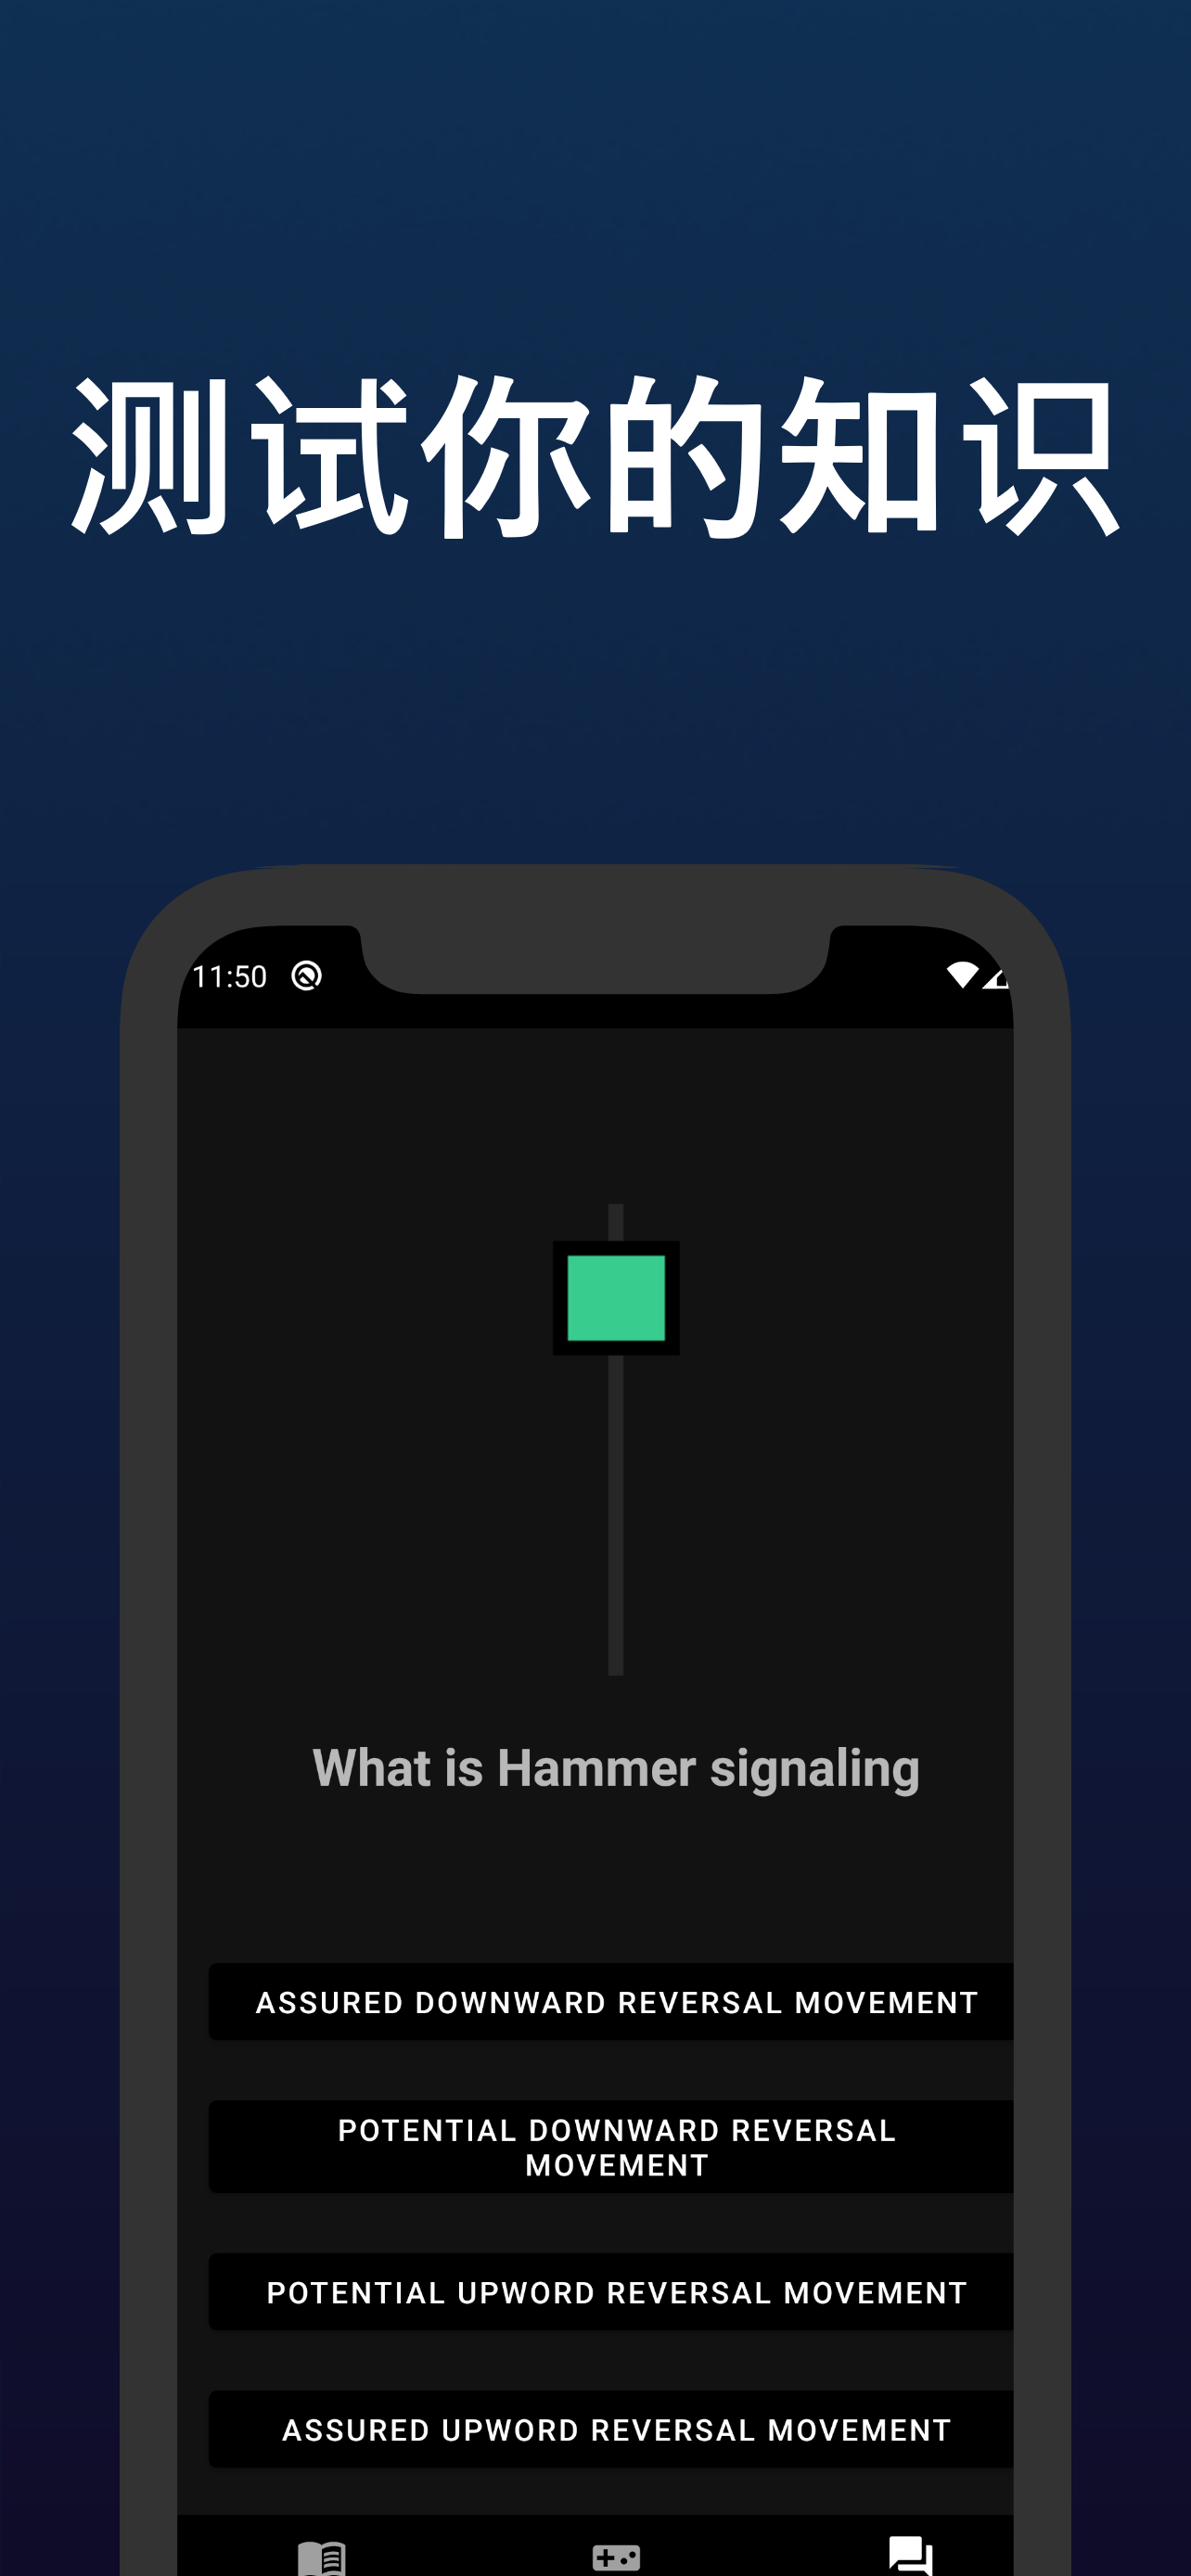 测试你的知识
11:50
What is Hammer signaling
ASSURED DOWNWARD REVERSAL MOVEMENT
POTENTIAL DOWNWARD REVERSAL
MOVEMENT
POTENTIAL UPWORD REVERSAL MOVEMENT
ASSURED UPWORD REVERSAL MOVEMENT